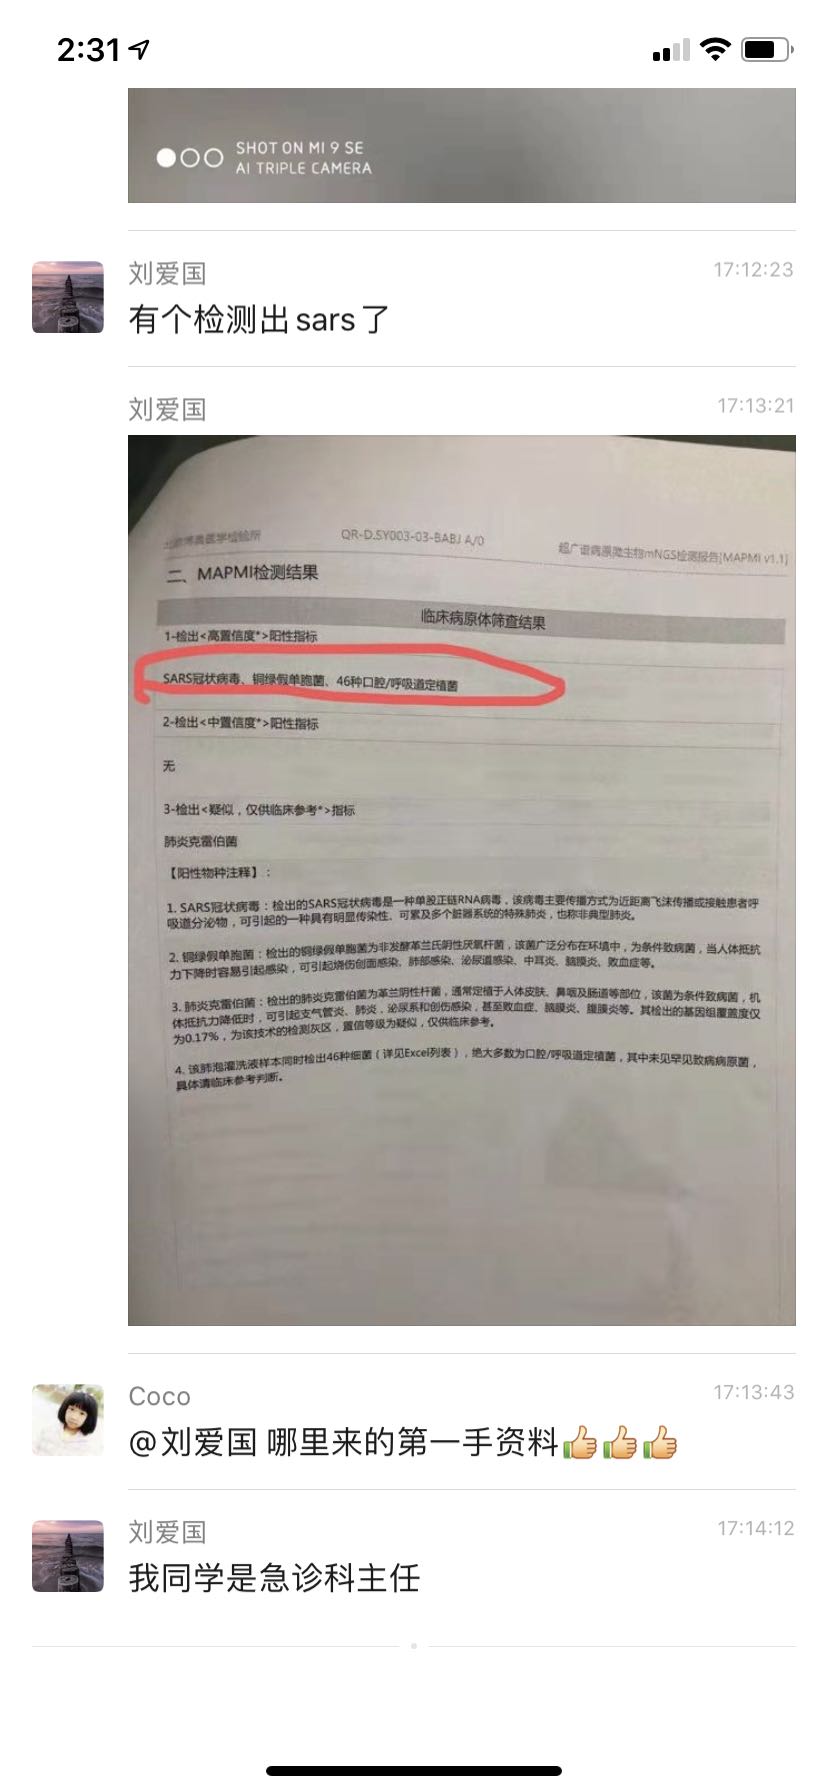 2:31
SHOT ON MI 9 SE
AI TRIPLE CAMERA
刘爱国
17:12:23
有个检测出sars了
刘爱国
17:13:21
QR-D.SY003-03-BABJ A/0
超广谱病原微生物mNGS检测报告[MAPMI v1.1]
二、MAPMI检测结果
临床病原体筛查结果
1-检出<高置信度*>阳性指标
SARS冠状病毒、铜绿假单胞菌、46种口腔/呼吸道定植菌
2-检出<中置信度*>阳性指标
无
3-检出<疑似，仅供临床参考*>指标
肺炎克雷伯菌
【阳性物种注释】：
1. SARS冠状病毒：检出的SARS冠状病毒是一种单股正链RNA病毒，该病毒主要传播方式为近距离飞沫传播或接触患者呼
吸道分泌物，可引起的一种具有明显传染性、可累及多个脏器系统的特殊肺炎，也称非典型肺炎。
2. 铜绿假单胞菌：检出的铜绿假单胞菌为非发酵革兰氏阴性厌氧杆菌，该菌广泛分布在环境中，为条件致病菌，当人体抵抗
力下降时容易引起感染，可引起烧伤创面感染、肺部感染、泌尿道感染、中耳炎、脑膜炎、败血症等。
3. 肺炎克雷伯菌：检出的肺炎克雷伯菌为革兰阴性杆菌，通常定植于人体皮肤、鼻咽及肠道等部位，该菌为条件致病菌，机
体抵抗力降低时，可引起支气管炎、肺炎，泌尿系和创伤感染，甚至败血症、脑膜炎、腹膜炎等。其检出的基因组覆盖度仅
为0.17%，为该技术的检测灰区，置信等级为疑似，仅供临床参考。
4. 该肺泡灌洗液样本同时检出46种细菌（详见Excel列表），绝大多数为口腔/呼吸道定植菌，其中未见罕见致病病原菌，
具体请临床参考判断。
Coco
17:13:43
@刘爱国 哪里来的第一手资料
刘爱国
17:14:12
我同学是急诊科主任